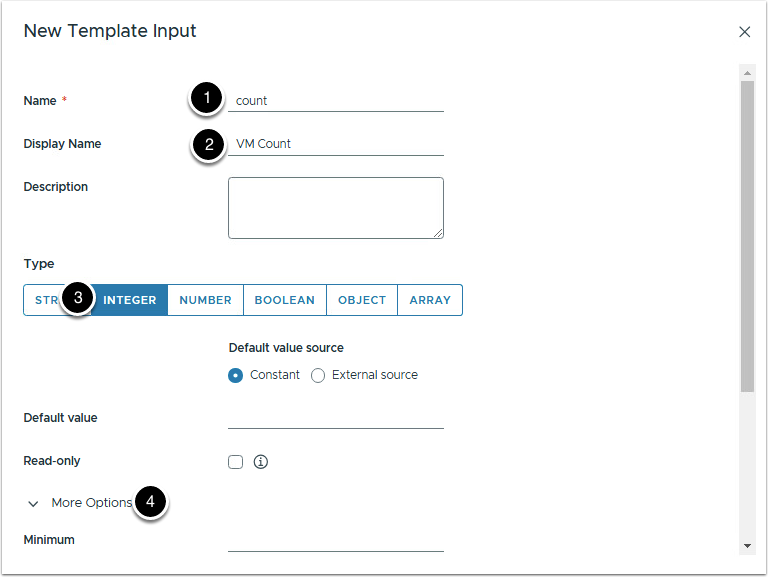 New Template Input
Name * 1 count
Display Name 2 VM Count
Description
Type
STR 3 INTEGER NUMBER BOOLEAN OBJECT ARRAY
Default value source
Constant External source
Default value
Read-only
More Options 4
Minimum